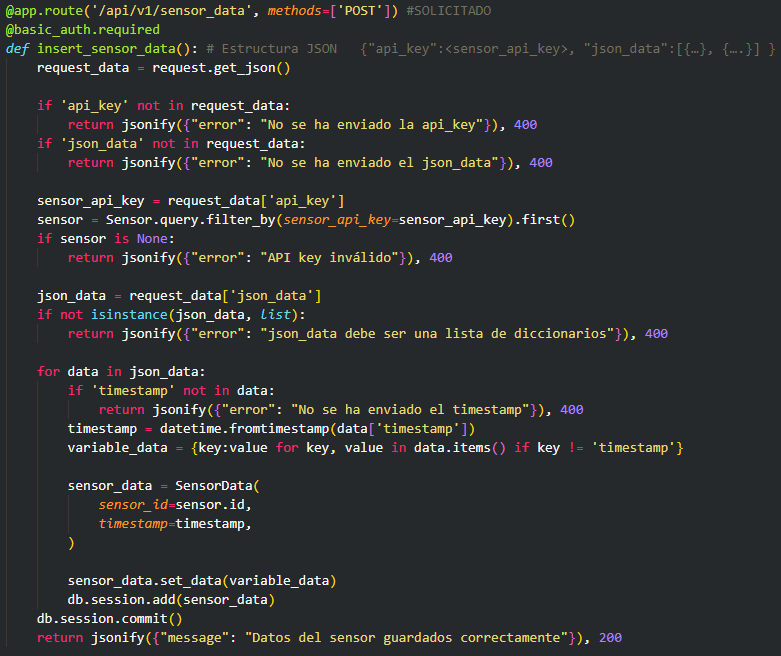 @app.route('/api/v1/sensor_data', methods=['POST']) #SOLICITADO
@basic_auth.required
def insert_sensor_data(): # Estructura JSON   {"api_key":<sensor_api_key>, "json_data":[{…}, {….}] }
    request_data = request.get_json()

    if 'api_key' not in request_data:
        return jsonify({"error": "No se ha enviado la api_key"}), 400
    if 'json_data' not in request_data:
        return jsonify({"error": "No se ha enviado el json_data"}), 400

    sensor_api_key = request_data['api_key']
    sensor = Sensor.query.filter_by(sensor_api_key=sensor_api_key).first()
    if sensor is None:
        return jsonify({"error": "API key inválido"}), 400

    json_data = request_data['json_data']
    if not isinstance(json_data, list):
        return jsonify({"error": "json_data debe ser una lista de diccionarios"}), 400

    for data in json_data:
        if 'timestamp' not in data:
            return jsonify({"error": "No se ha enviado el timestamp"}), 400
        timestamp = datetime.fromtimestamp(data['timestamp'])
        variable_data = {key:value for key, value in data.items() if key != 'timestamp'}

        sensor_data = SensorData(
            sensor_id=sensor.id,
            timestamp=timestamp,
        )

        sensor_data.set_data(variable_data)
        db.session.add(sensor_data)
    db.session.commit()
    return jsonify({"message": "Datos del sensor guardados correctamente"}), 200